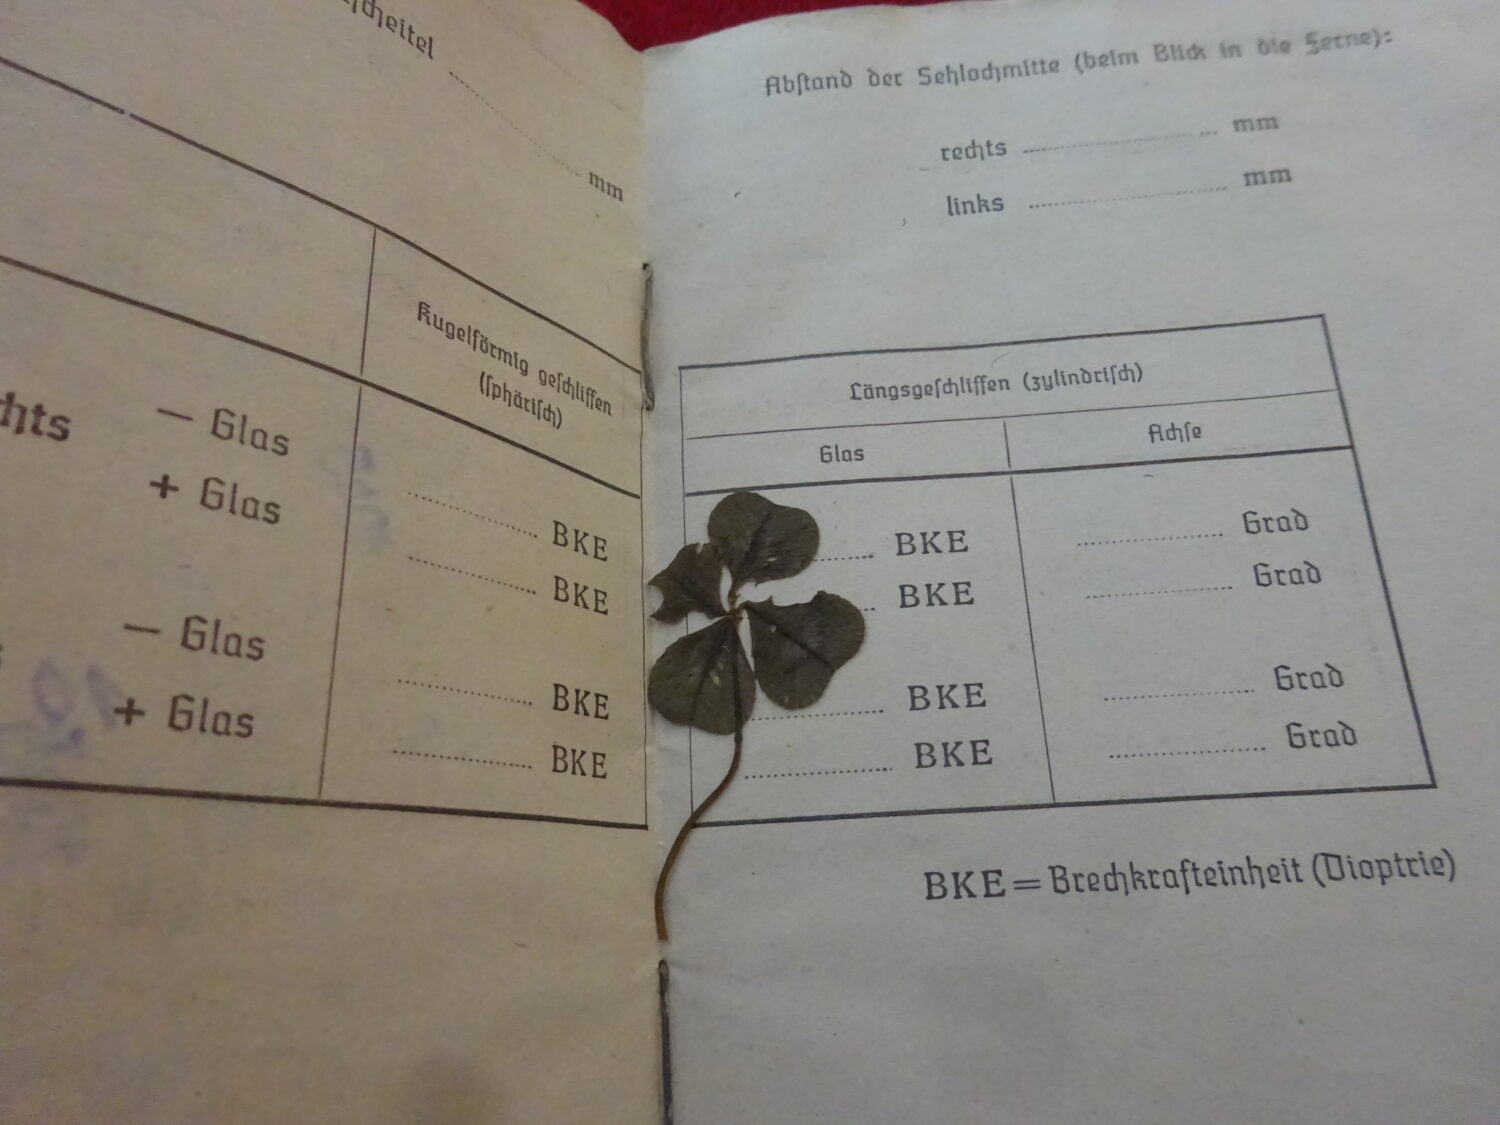 scheitel
mm
Kugelförmig geschliffen
(sphärisch)
hts — Glas
+ Glas
BKE
BKE
— Glas
+ Glas
BKE
BKE
Abstand der Sehlochmitte (beim Blick in die Ferne):
rechts mm
links mm
Längsgeschliffen (zylindrisch)
Glas Achse
BKE Grad
BKE Grad
BKE Grad
BKE Grad
BKE = Brechkrafteinheit (Dioptrie)